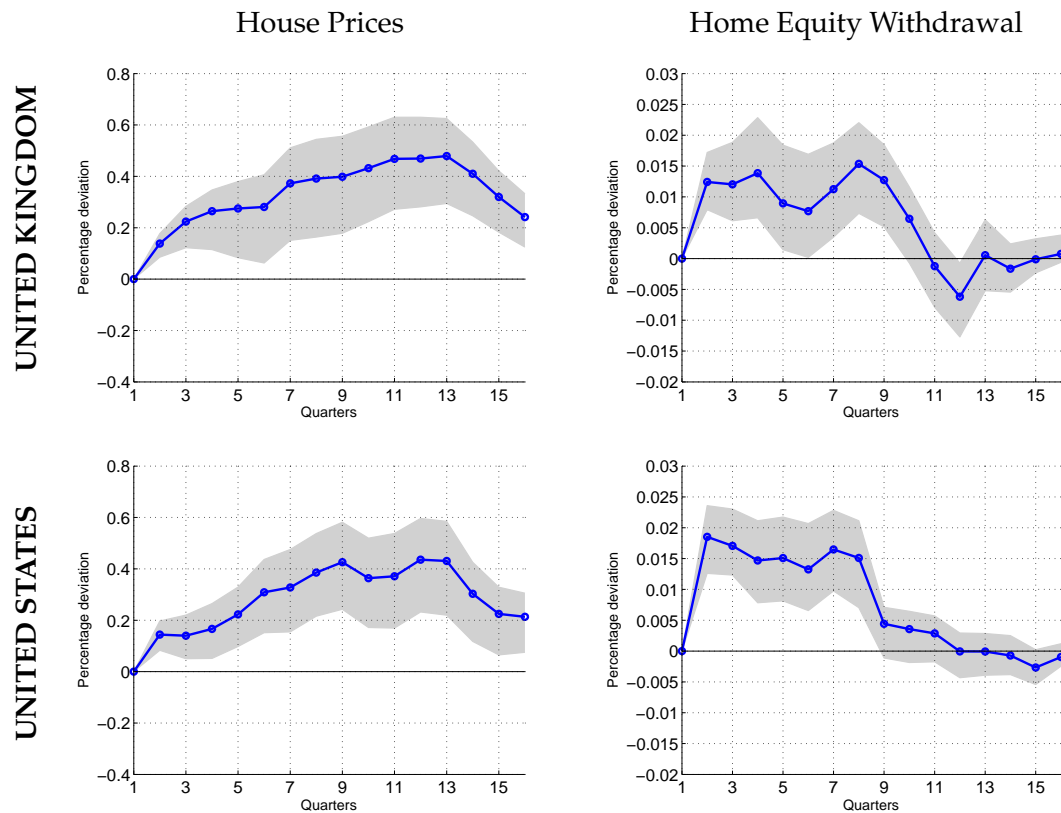 House Prices
Home Equity Withdrawal
UNITED KINGDOM
Percentage deviation
0.8
0.6
0.4
0.2
0
−0.2
−0.4
1 3 5 7 9 11 13 15
Quarters
Percentage deviation
0.03
0.025
0.02
0.015
0.01
0.005
0
−0.005
−0.01
−0.015
−0.02
1 3 5 7 9 11 13 15
Quarters
UNITED STATES
Percentage deviation
0.8
0.6
0.4
0.2
0
−0.2
−0.4
1 3 5 7 9 11 13 15
Quarters
Percentage deviation
0.03
0.025
0.02
0.015
0.01
0.005
0
−0.005
−0.01
−0.015
−0.02
1 3 5 7 9 11 13 15
Quarters